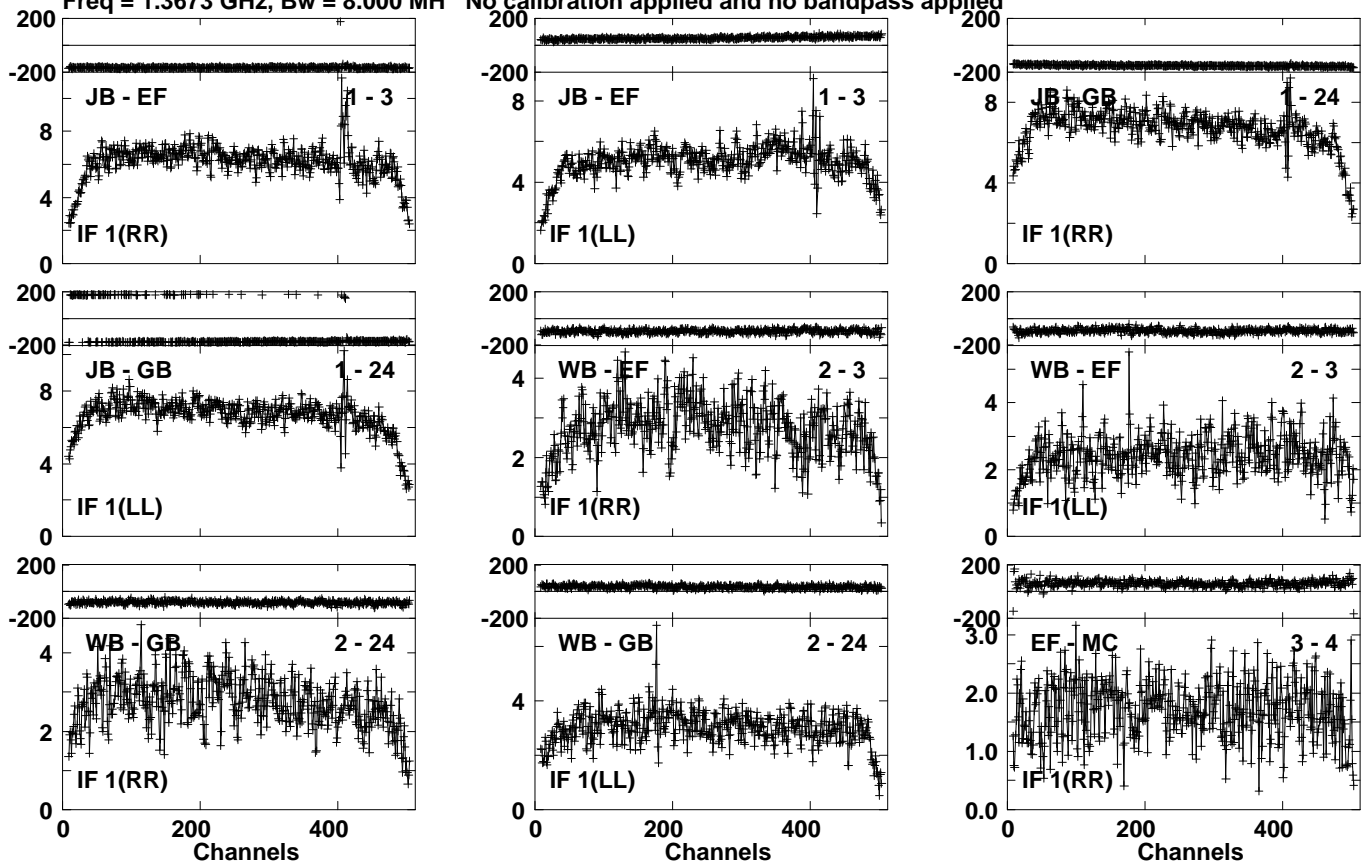 Freq = 1.3673 GHz, Bw = 8.000 MH No calibration applied and no bandpass applied
200
-200
JB - EF 1 - 3
8
4
IF 1(RR)
0
JB - EF 1 - 3
8
4
IF 1(LL)
0
200
-200
JB - GB 1 - 24
8
4
IF 1(RR)
0
200
-200
JB - GB 1 - 24
8
4
IF 1(LL)
0
200
-200
WB - EF 2 - 3
4
2
IF 1(RR)
0
200
-200
WB - EF 2 - 3
4
2
IF 1(LL)
0
200
-200
WB - GB 2 - 24
4
2
IF 1(RR)
0
0 200 400
Channels
200
-200
WB - GB 2 - 24
4
IF 1(LL)
0
0 200 400
Channels
200
-200
3.0
EF - MC 3 - 4
2.0
1.0
IF 1(RR)
0.0
0 200 400
Channels